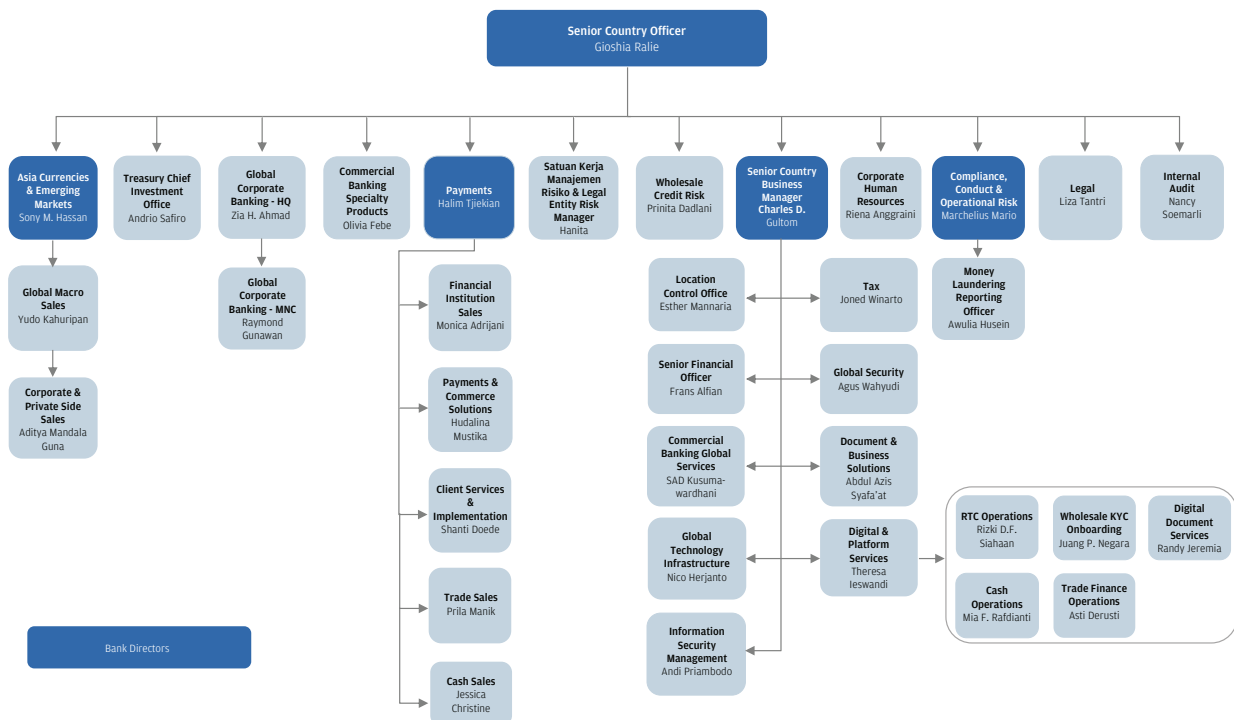 Senior Country Officer
Gioshia Ralie
Asia Currencies
& Emerging
Markets
Sony M. Hassan
Treasury Chief
Investment
Office
Andrio Safiro
Global
Corporate
Banking - HQ
Zia H. Ahmad
Commercial
Banking
Specialty
Products
Olivia Febe
Payments
Halim Tjiekian
Satuan Kerja
Manajemen
Risiko & Legal
Entity Risk
Manager
Hanita
Wholesale
Credit Risk
Prinita Dadlani
Senior Country
Business
Manager
Charles D.
Gultom
Corporate
Human
Resources
Riena Anggraini
Compliance,
Conduct &
Operational Risk
Marchelius Mario
Legal
Liza Tantri
Internal
Audit
Nancy
Soemarli
Global Macro
Sales
Yudo Kahuripan
Corporate &
Private Side
Sales
Aditya Mandala
Guna
Global
Corporate
Banking - MNC
Raymond
Gunawan
Financial
Institution
Sales
Monica Adrijani
Payments &
Commerce
Solutions
Hudalina
Mustika
Client Services
&
Implementation
Shanti Doede
Trade Sales
Prila Manik
Cash Sales
Jessica
Christine
Location
Control Office
Esther Mannaria
Tax
Joned Winarto
Senior Financial
Officer
Frans Alfian
Global Security
Agus Wahyudi
Commercial
Banking Global
Services
SAD Kusuma-
wardhani
Document &
Business
Solutions
Abdul Azis
Syafa'at
Global
Technology
Infrastructure
Nico Herjanto
Digital &
Platform
Services
Theresa
Ieswandi
Information
Security
Management
Andi Priambodo
Money
Laundering
Reporting
Officer
Awulia Husein
RTC Operations
Rizki D.F.
Siahaan
Wholesale KYC
Onboarding
Juang P. Negara
Digital
Document
Services
Randy Jeremia
Cash
Operations
Mia F. Rafdianti
Trade Finance
Operations
Asti Derusti
Bank Directors